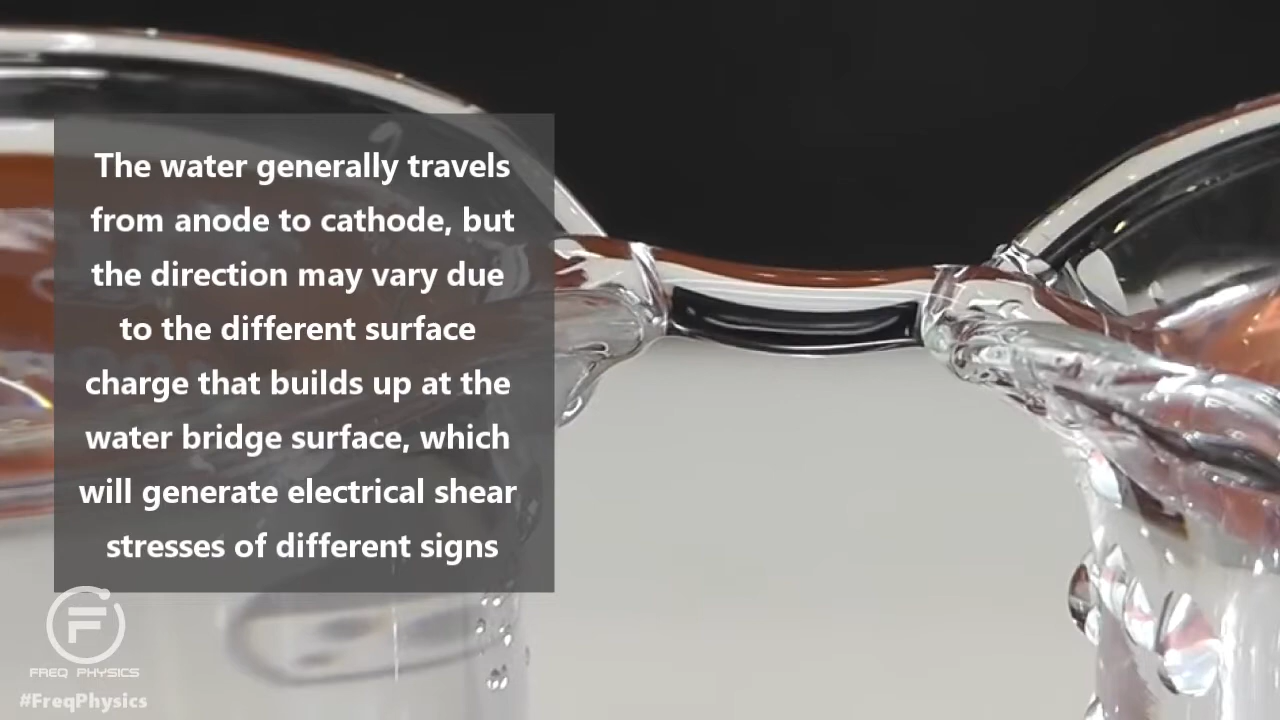 The water generally travels
from anode to cathode, but
the direction may vary due
to the different surface
charge that builds up at the
water bridge surface, which
will generate electrical shear
stresses of different signs
F
FREQ PHYSICS
#FreqPhysics